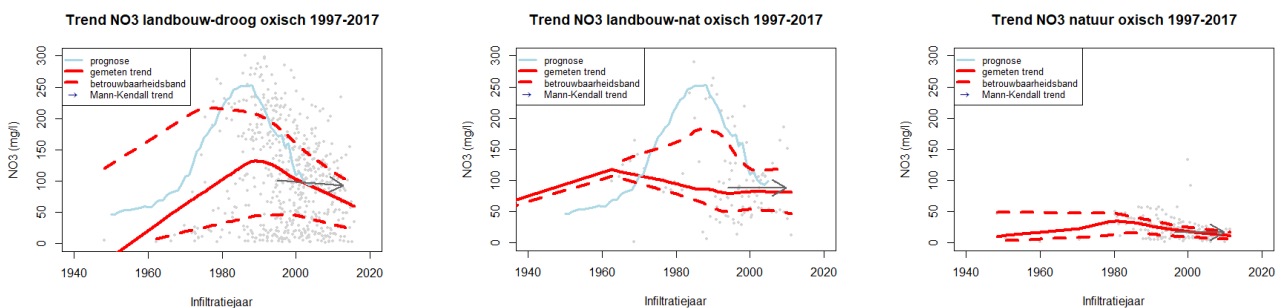 Trend NO3 landbouw-droog oxisch 1997-2017
NO3 (mg/l)
300
250
200
150
100
50
0
prognose
gemeten trend
betrouwbaarheidsband
→ Mann-Kendall trend
1940 1960 1980 2000 2020
Infiltratiejaar
Trend NO3 landbouw-nat oxisch 1997-2017
NO3 (mg/l)
300
250
200
150
100
50
0
prognose
gemeten trend
betrouwbaarheidsband
→ Mann-Kendall trend
1940 1960 1980 2000 2020
Infiltratiejaar
Trend NO3 natuur oxisch 1997-2017
NO3 (mg/l)
300
250
200
150
100
50
0
prognose
gemeten trend
betrouwbaarheidsband
→ Mann-Kendall trend
1940 1960 1980 2000 2020
Infiltratiejaar